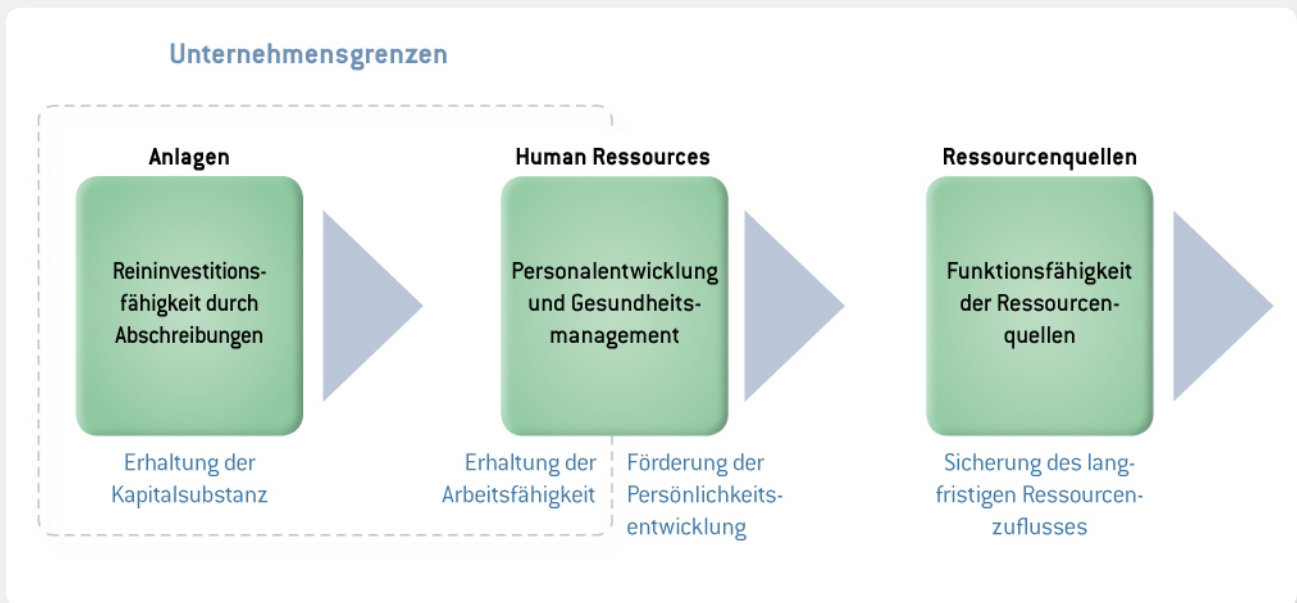 Unternehmensgrenzen
Anlagen
Reininvestitions-
fähigkeit durch
Abschreibungen
Erhaltung der
Kapitalsubstanz
Human Ressources
Personalentwicklung
und Gesundheits-
management
Erhaltung der
Arbeitsfähigkeit
Förderung der
Persönlichkeits-
entwicklung
Ressourcenquellen
Funktionsfähigkeit
der Ressourcen-
quellen
Sicherung des lang-
fristigen Ressourcen-
zuflusses